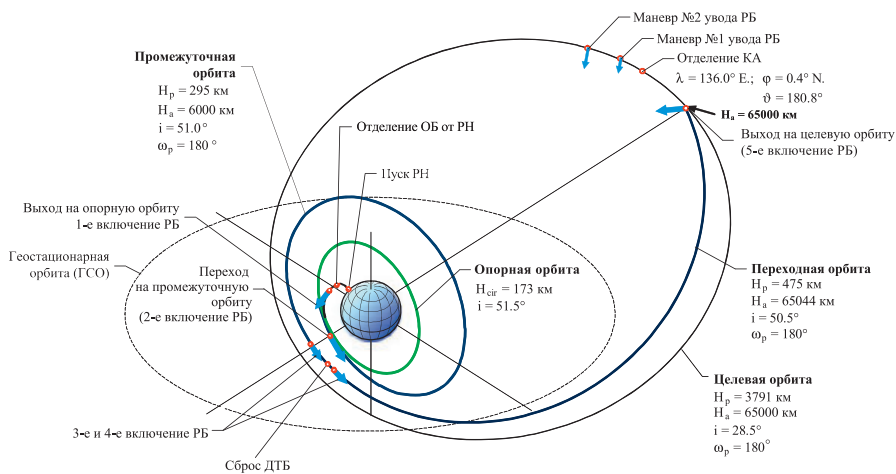 Маневр №2 увода РБ
Маневр №1 увода РБ
Отделение КА
λ = 136.0° E.; φ = 0.4° N.
ϑ = 180.8°
Hₐ = 65000 км
Выход на целевую орбиту
(5-е включение РБ)
Промежуточная
орбита
Hₚ = 295 км
Hₐ = 6000 км
i = 51.0°
ωₚ = 180 °
Отделение ОБ от РН
Пуск РН
Выход на опорную орбиту
1-е включение РБ
Геостационарная
орбита (ГСО)
Переход
на промежуточную
орбиту
(2-е включение РБ)
Опорная орбита
H cir = 173 км
i = 51.5°
Переходная орбита
Hₚ = 475 км
Hₐ = 65044 км
i = 50.5°
ωₚ = 180°
Целевая орбита
Hₚ = 3791 км
Hₐ = 65000 км
i = 28.5°
ωₚ = 180°
3-е и 4-е включение РБ
Сброс ДТБ